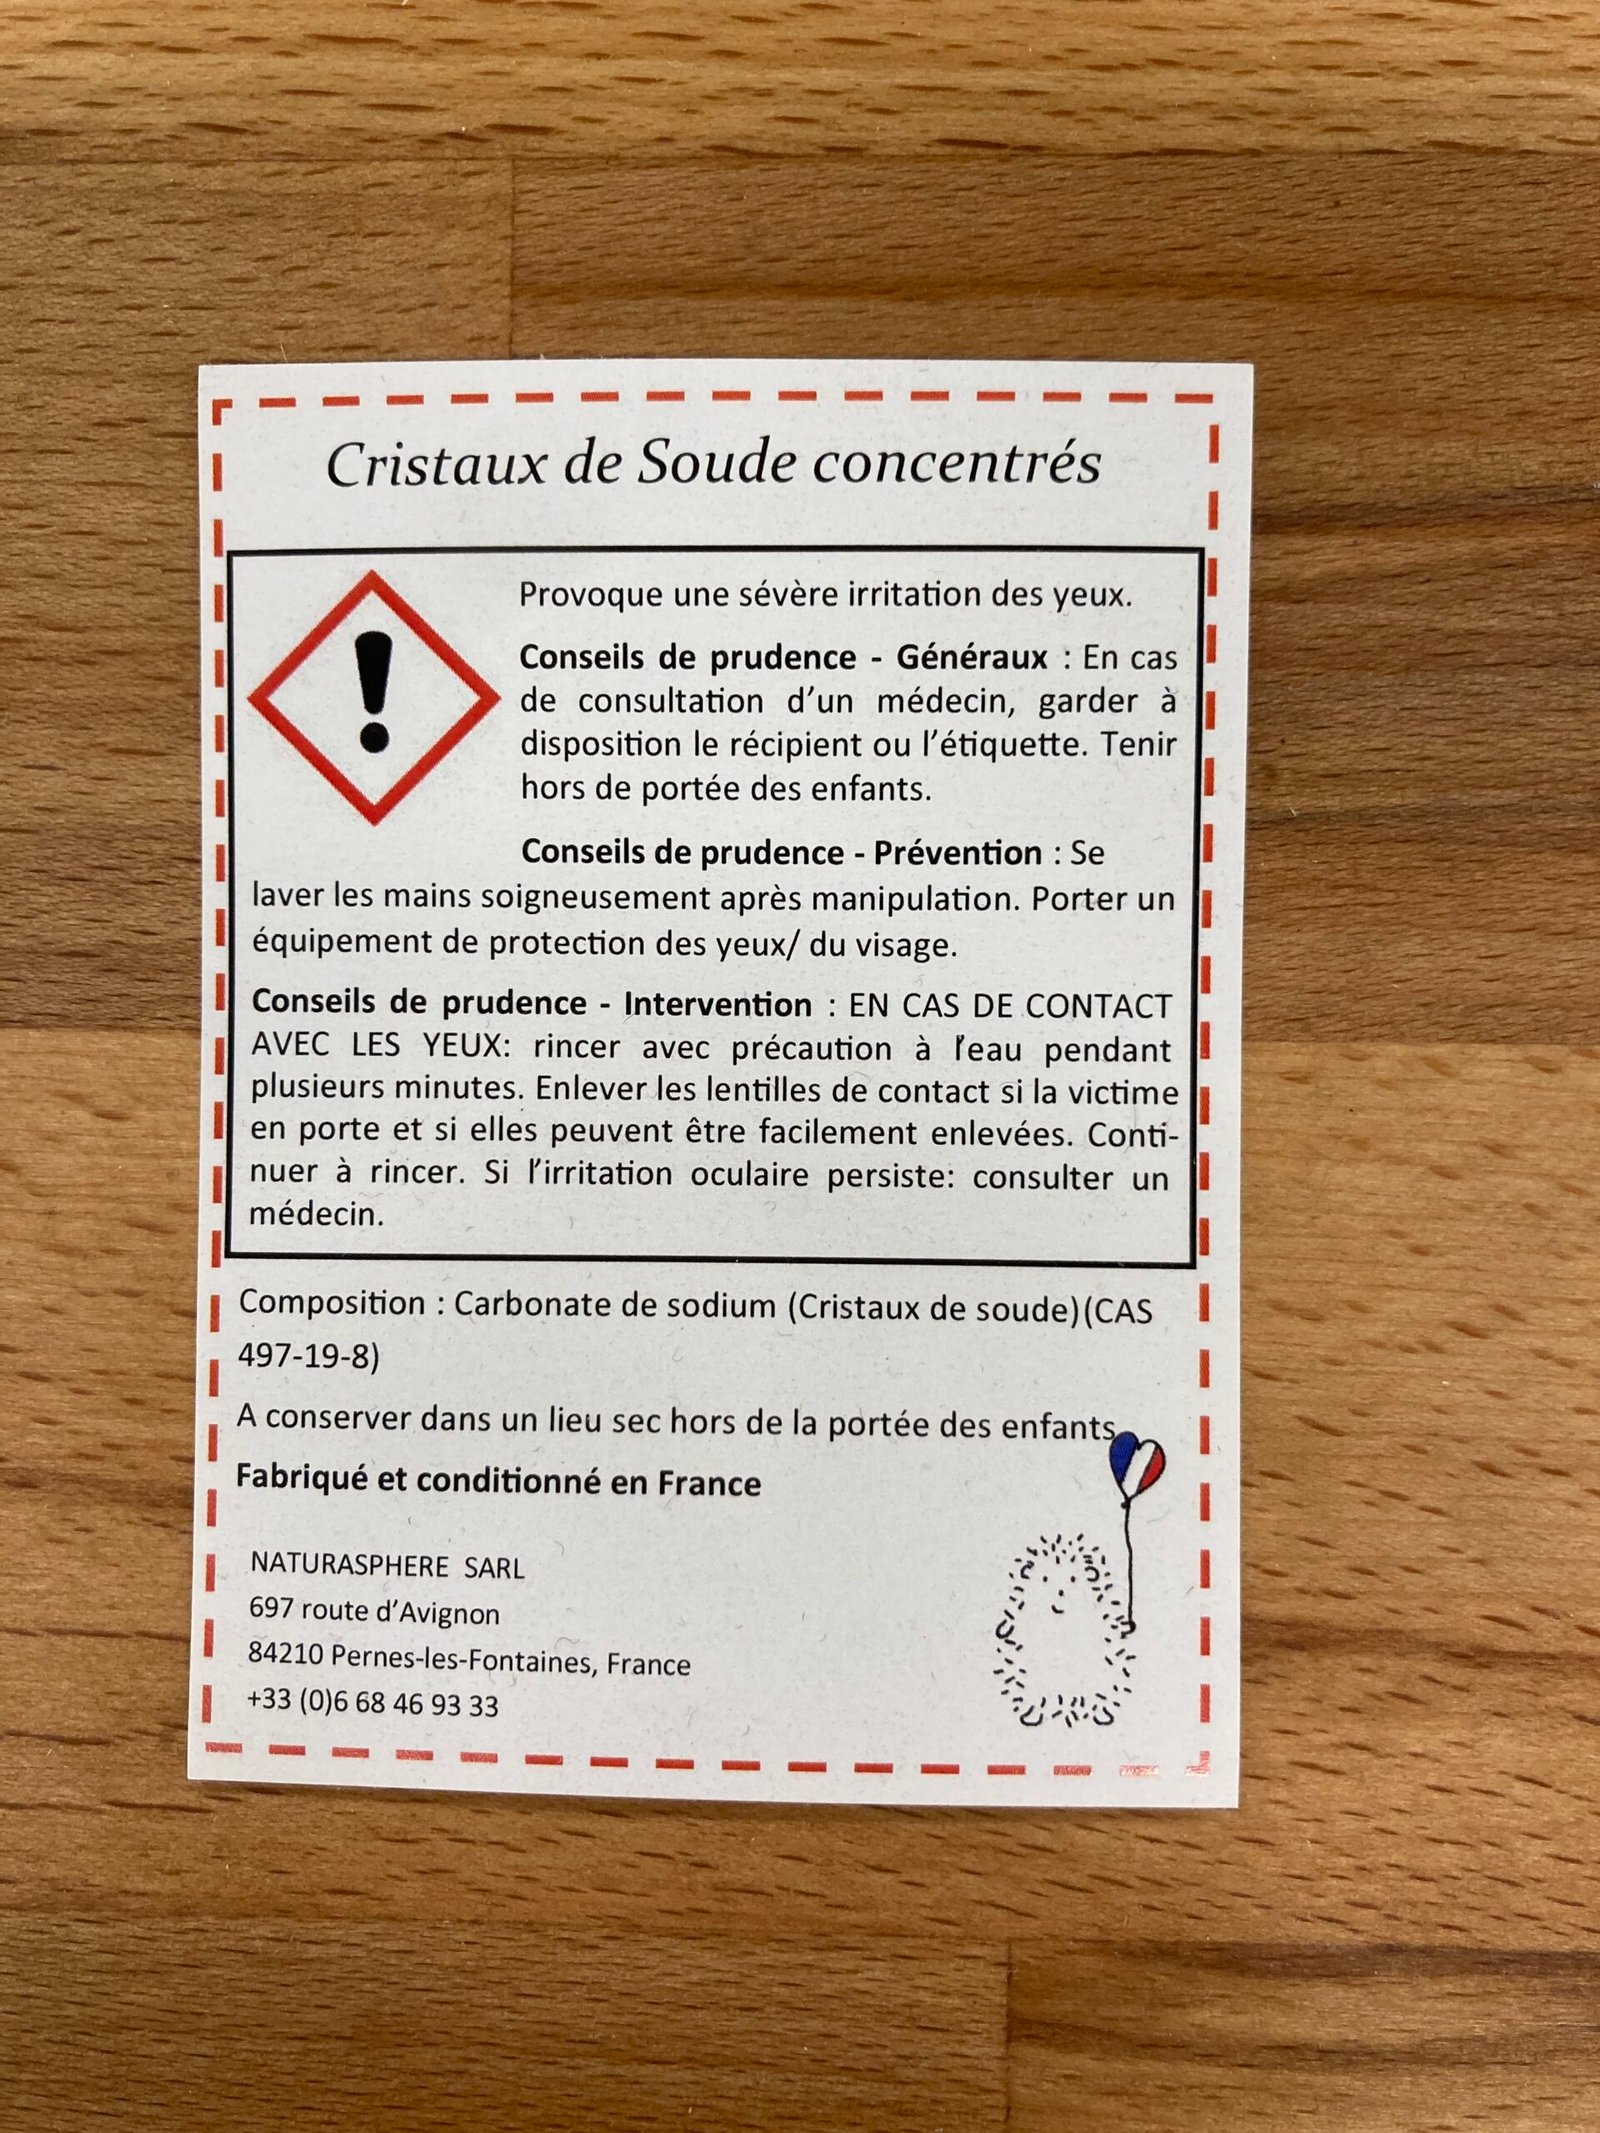 Cristaux de Soude concentrés
Provoque une sévère irritation des yeux.
Conseils de prudence - Généraux : En cas
de consultation d’un médecin, garder à
disposition le récipient ou l’étiquette. Tenir
hors de portée des enfants.
Conseils de prudence - Prévention : Se
laver les mains soigneusement après manipulation. Porter un
équipement de protection des yeux/ du visage.
Conseils de prudence - Intervention : EN CAS DE CONTACT
AVEC LES YEUX: rincer avec précaution à l’eau pendant
plusieurs minutes. Enlever les lentilles de contact si la victime
en porte et si elles peuvent être facilement enlevées. Conti-
nuer à rincer. Si l’irritation oculaire persiste: consulter un
médecin.
Composition : Carbonate de sodium (Cristaux de soude)(CAS
497-19-8)
A conserver dans un lieu sec hors de la portée des enfants.
Fabriqué et conditionné en France
NATURASPHERE SARL
697 route d’Avignon
84210 Pernes-les-Fontaines, France
+33 (0)6 68 46 93 33